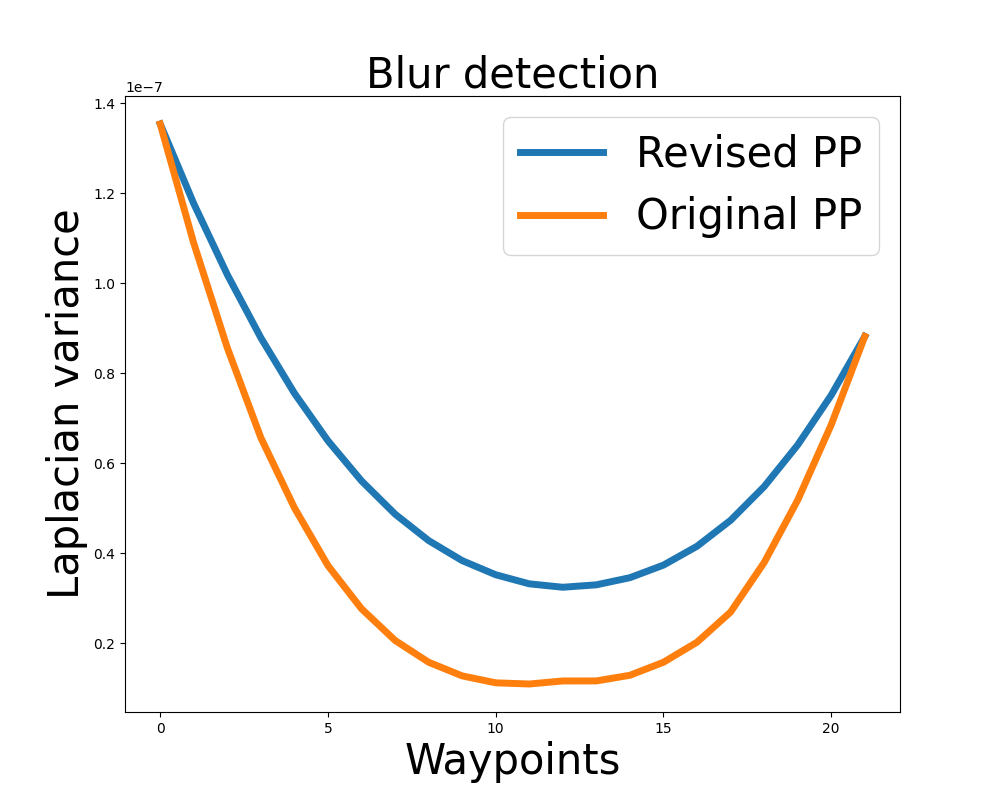 Blur detection
1e−7
1.4
1.2
1.0
0.8
0.6
0.4
0.2
Laplacian variance
Revised PP
Original PP
0 5 10 15 20
Waypoints